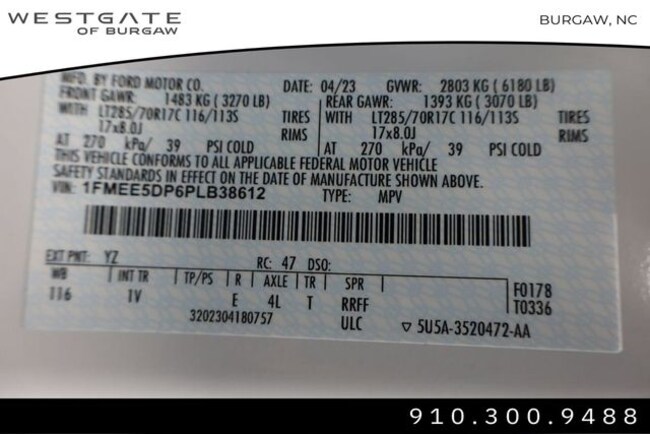 WESTGATE
OF BURGAW
BURGAW, NC
MFD. BY FORD MOTOR CO. DATE: 04/23 GVWR: 2803 KG (6180 LB)
FRONT GAWR: 1483 KG (3270 LB) REAR GAWR: 1393 KG (3070 LB)
WITH LT285/70R17C 116/113S TIRES WITH LT285/70R17C 116/113S TIRES
17x8.0J RIMS 17x8.0J RIMS
AT 270 kPa/ 39 PSI COLD AT 270 kPa/ 39 PSI COLD
THIS VEHICLE CONFORMS TO ALL APPLICABLE FEDERAL MOTOR VEHICLE
SAFETY STANDARDS IN EFFECT ON THE DATE OF MANUFACTURE SHOWN ABOVE.
VIN: 1FMEE5DP6PLB38612 TYPE: MPV
EXT PNT: YZ RC: 47 DSO:
WB INT TR TP/PS R AXLE TR SPR F0178
116 1V E 4L T RRFF T0336
3202304180757 ULC ▽ 5U5A-3520472-AA
910.300.9488